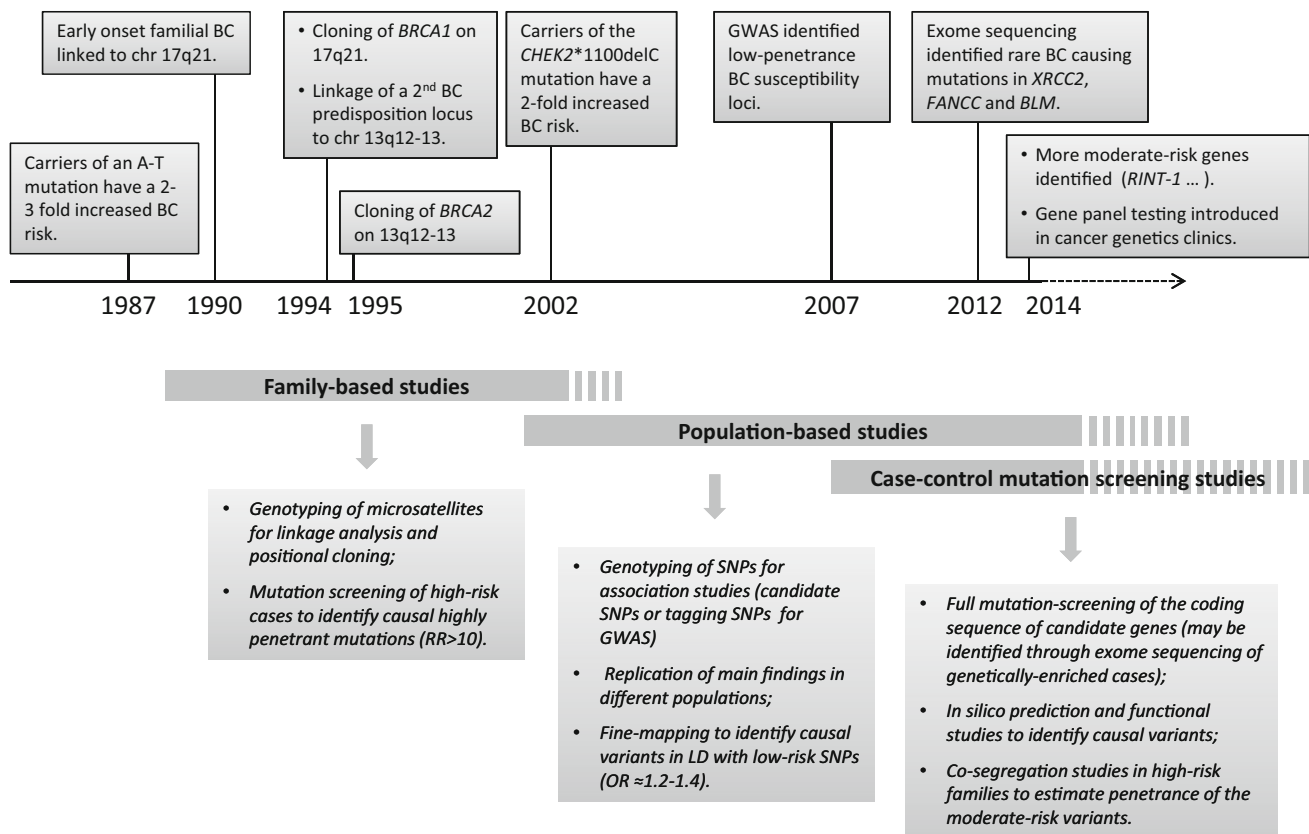 Early onset familial BC
linked to chr 17q21.
• Cloning of BRCA1 on
17q21.
• Linkage of a 2nd BC
predisposition locus
to chr 13q12-13.
Carriers of the
CHEK2*1100delC
mutation have a
2-fold increased
BC risk.
GWAS identified
low-penetrance
BC susceptibility
loci.
Exome sequencing
identified rare BC causing
mutations in XRCC2,
FANCC and BLM.
Carriers of an A-T
mutation have a 2-
3 fold increased BC
risk.
Cloning of BRCA2
on 13q12-13
• More moderate-risk genes
identified (RINT-1 ... ).
• Gene panel testing introduced
in cancer genetics clinics.
1987 1990 1994 1995 2002 2007 2012 2014
Family-based studies
Population-based studies
Case-control mutation screening studies
• Genotyping of microsatellites
for linkage analysis and
positional cloning;
• Mutation screening of high-risk
cases to identify causal highly
penetrant mutations (RR>10).
• Genotyping of SNPs for
association studies (candidate
SNPs or tagging SNPs for
GWAS)
• Replication of main findings in
different populations;
• Fine-mapping to identify causal
variants in LD with low-risk SNPs
(OR ≈1.2-1.4).
• Full mutation-screening of the coding
sequence of candidate genes (may be
identified through exome sequencing of
genetically-enriched cases);
• In silico prediction and functional
studies to identify causal variants;
• Co-segregation studies in high-risk
families to estimate penetrance of the
moderate-risk variants.